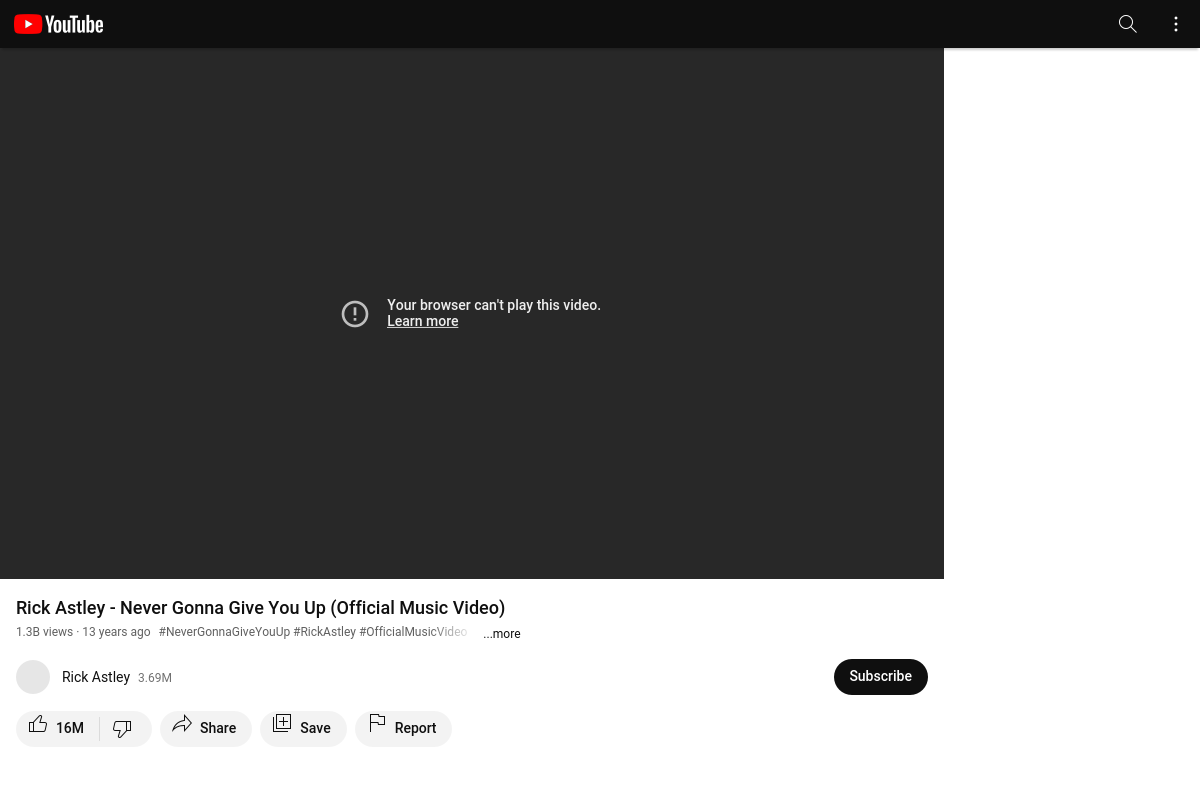 YouTube
Your browser can't play this video.
Learn more
Rick Astley - Never Gonna Give You Up (Official Music Video)
1.3B views · 13 years ago #NeverGonnaGiveYouUp #RickAstley #OfficialMusicVideo ...more
Rick Astley 3.69M
Subscribe
16M Share Save Report